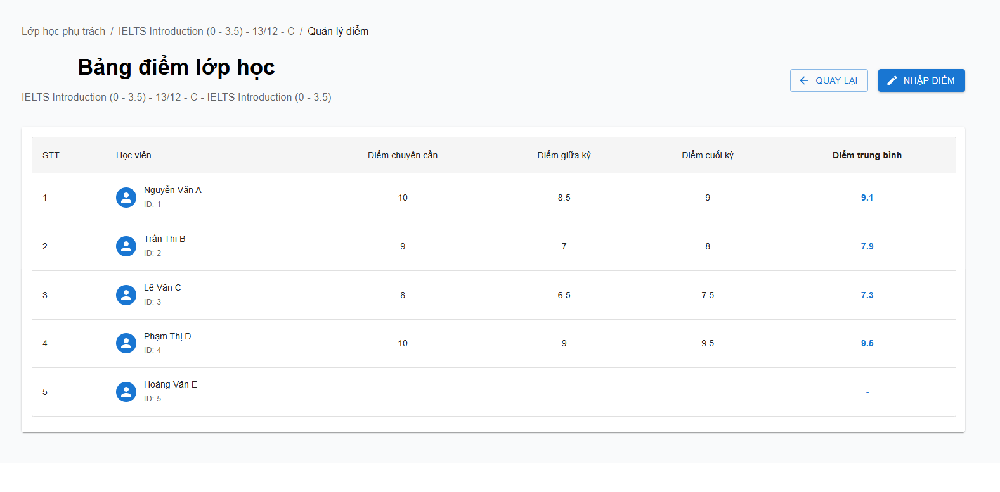 Lớp học phụ trách / IELTS Introduction (0 - 3.5) - 13/12 - C / Quản lý điểm
Bảng điểm lớp học
QUAY LẠI
NHẬP ĐIỂM
IELTS Introduction (0 - 3.5) - 13/12 - C - IELTS Introduction (0 - 3.5)
STT Học viên Điểm chuyên cần Điểm giữa kỳ Điểm cuối kỳ Điểm trung bình
1 Nguyễn Văn A 10 8.5 9 9.1
ID: 1
2 Trần Thị B 9 7 8 7.9
ID: 2
3 Lê Văn C 8 6.5 7.5 7.3
ID: 3
4 Phạm Thị D 10 9 9.5 9.5
ID: 4
5 Hoàng Văn E - - - -
ID: 5